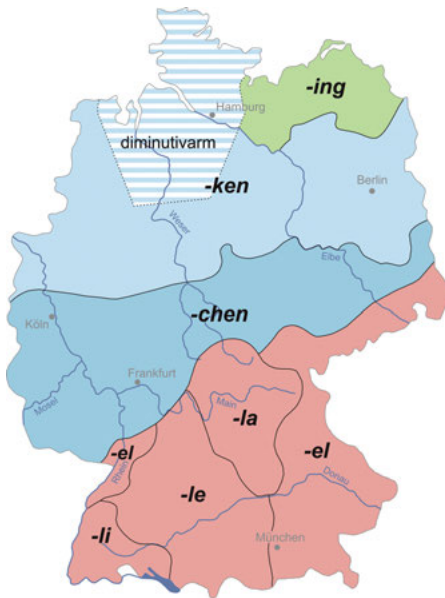 -ing
Hamburg
diminutivarm
-ken
Berlin
Weser
Elbe
-chen
Köln
Frankfurt
Mosel
Main
-la
-el
-el
Rhein
-le
Donau
-li
München